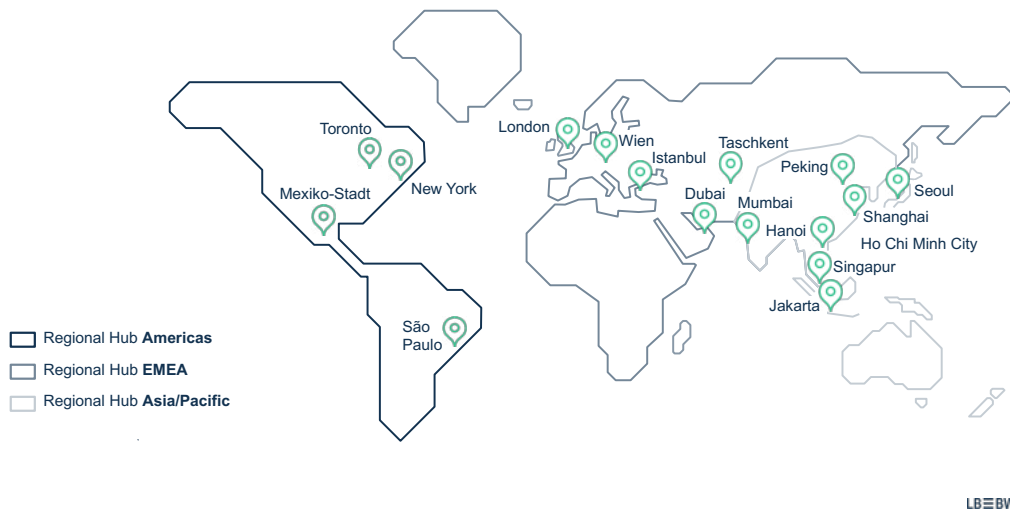 London
Wien
Taschkent
Toronto
Istanbul
Peking
New York
Mexiko-Stadt
Dubai
Mumbai
Seoul
Shanghai
Hanoi
Ho Chi Minh City
Singapur
Jakarta
São
Paulo
Regional Hub Americas
Regional Hub EMEA
Regional Hub Asia/Pacific